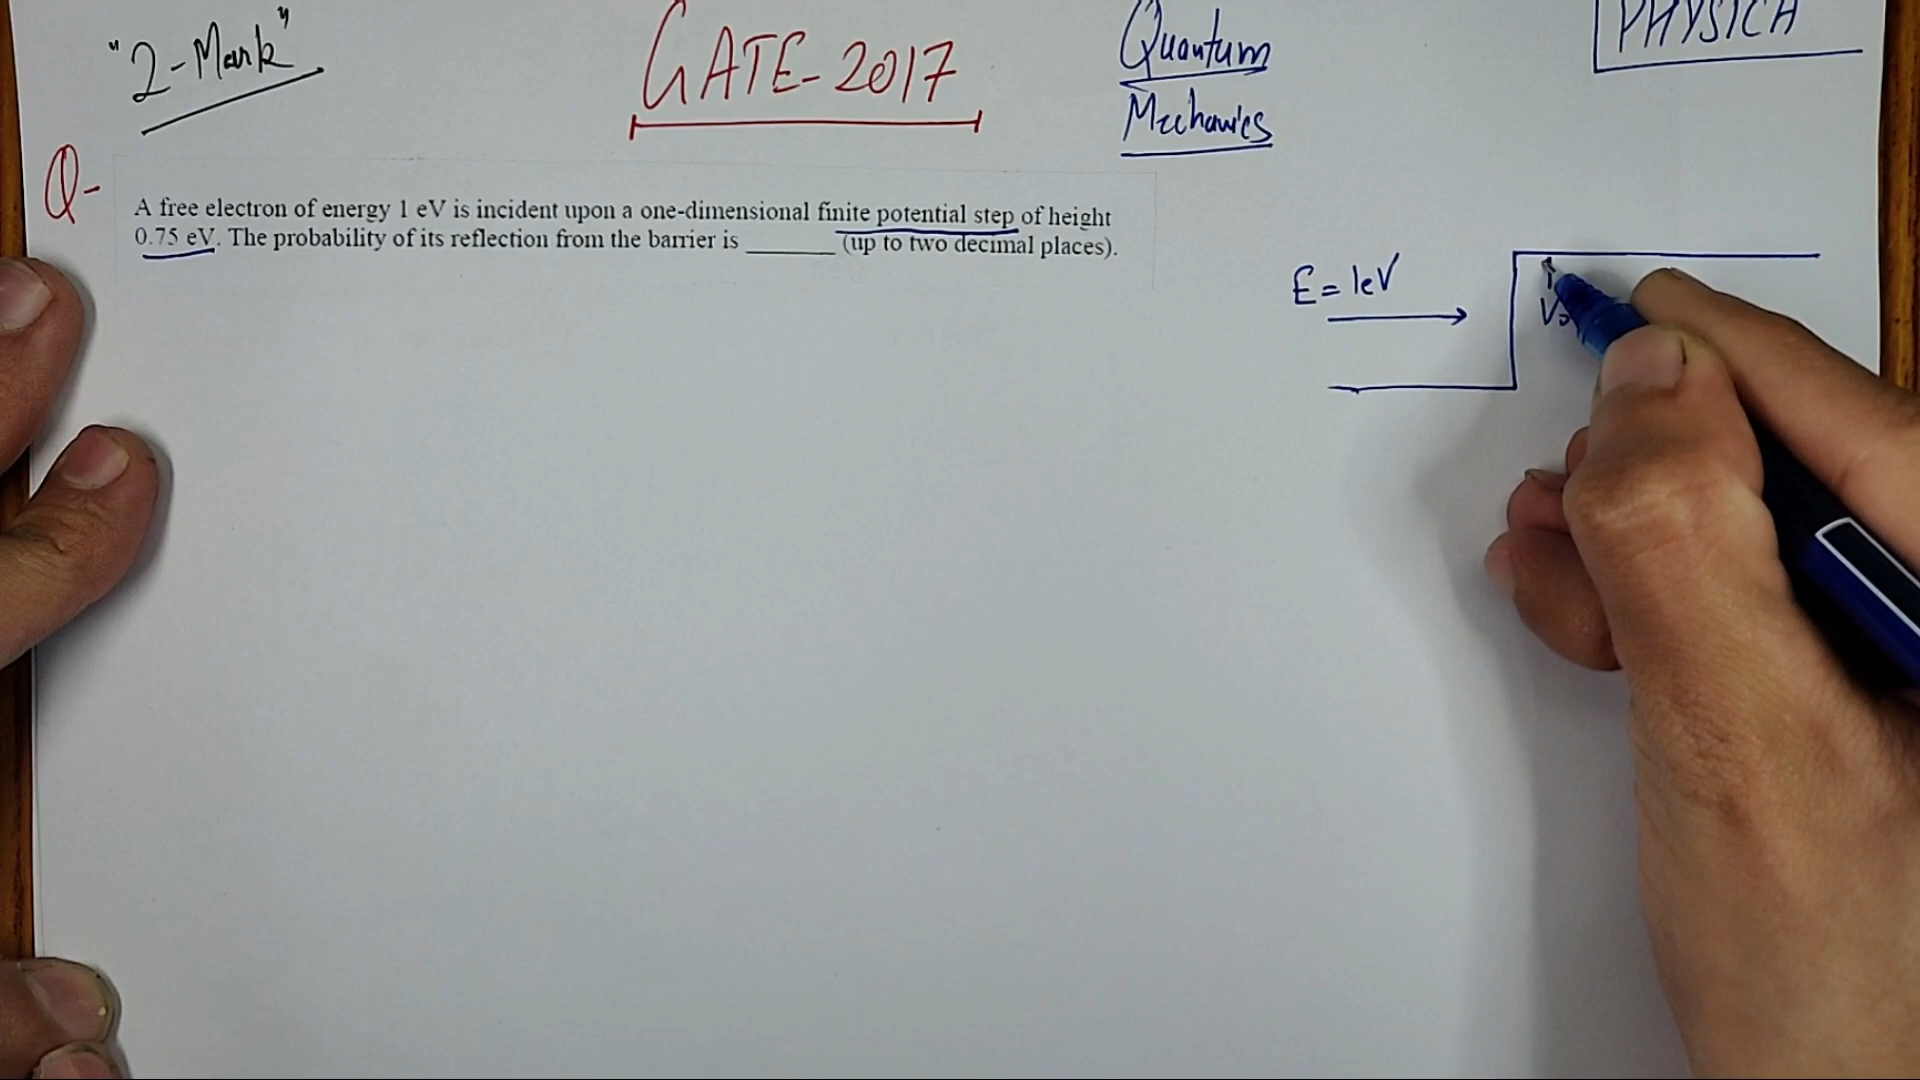 "2-Mark"
GATE-2017
Quantum
Mechanics
PHYSICA
Q-
A free electron of energy 1 eV is incident upon a one-dimensional finite potential step of height
0.75 eV. The probability of its reflection from the barrier is ________ (up to two decimal places).
E = 1eV
V₀